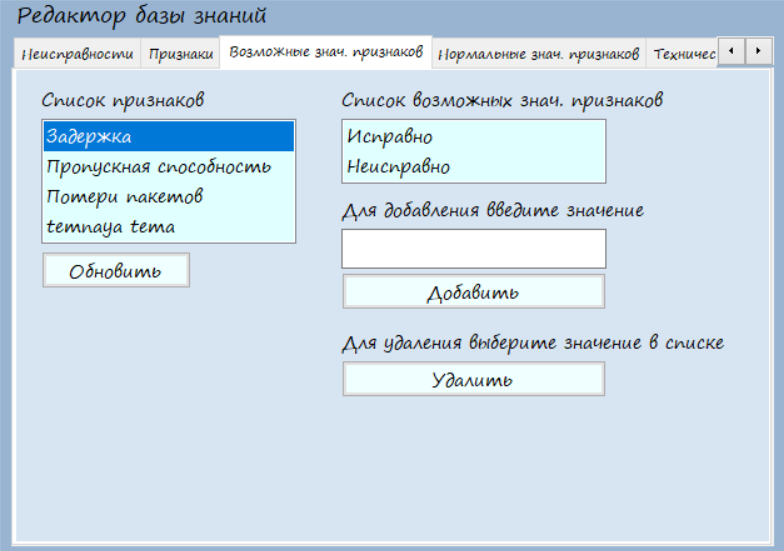 Редактор базы знаний
Неисправности Признаки Возможные знач. признаков Нормальные знач. признаков Техничес
Список признаков
Задержка
Пропускная способность
Потери пакетов
temnaya tema
Обновить
Список возможных знач. признаков
Исправно
Неисправно
Для добавления введите значение
Добавить
Для удаления выберите значение в списке
Удалить